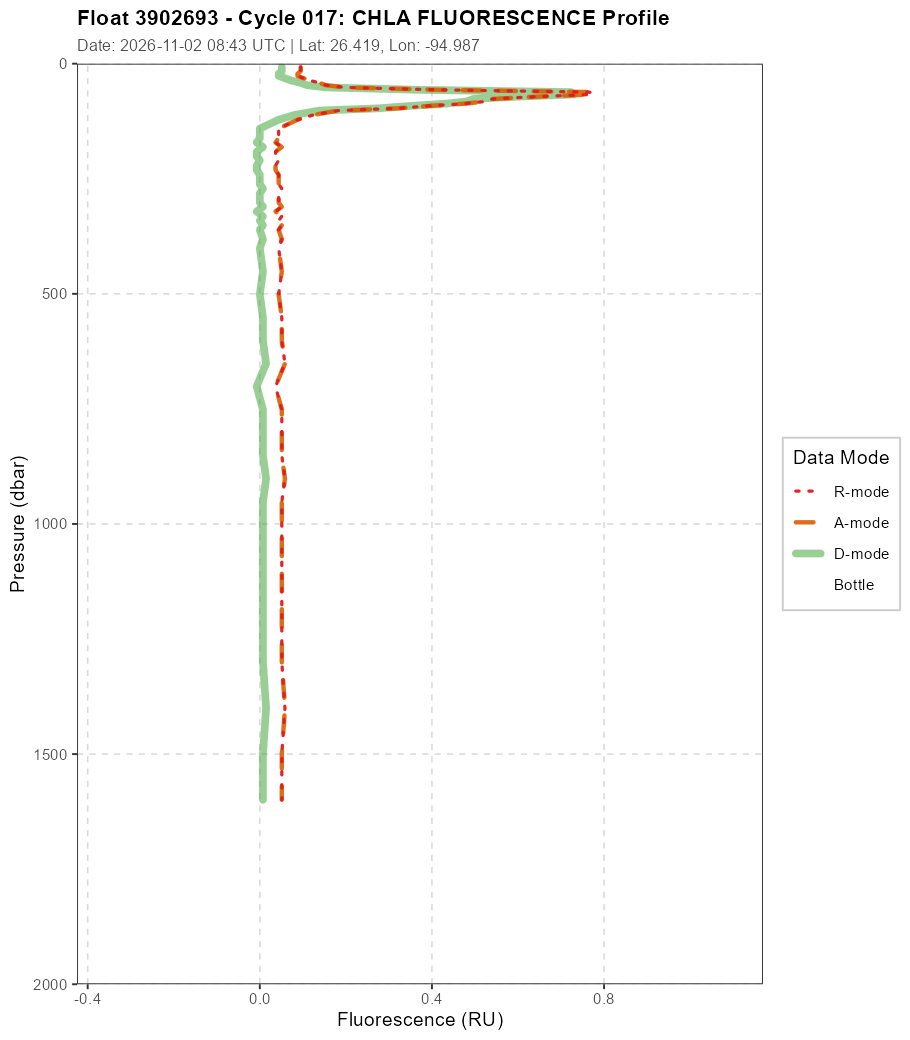 Float 3902693 - Cycle 017: CHLA FLUORESCENCE Profile
Date: 2026-11-02 08:43 UTC | Lat: 26.419, Lon: -94.987
0
500
1000
1500
2000
Pressure (dbar)
-0.4
0.0
0.4
0.8
Fluorescence (RU)
Data Mode
R-mode
A-mode
D-mode
Bottle